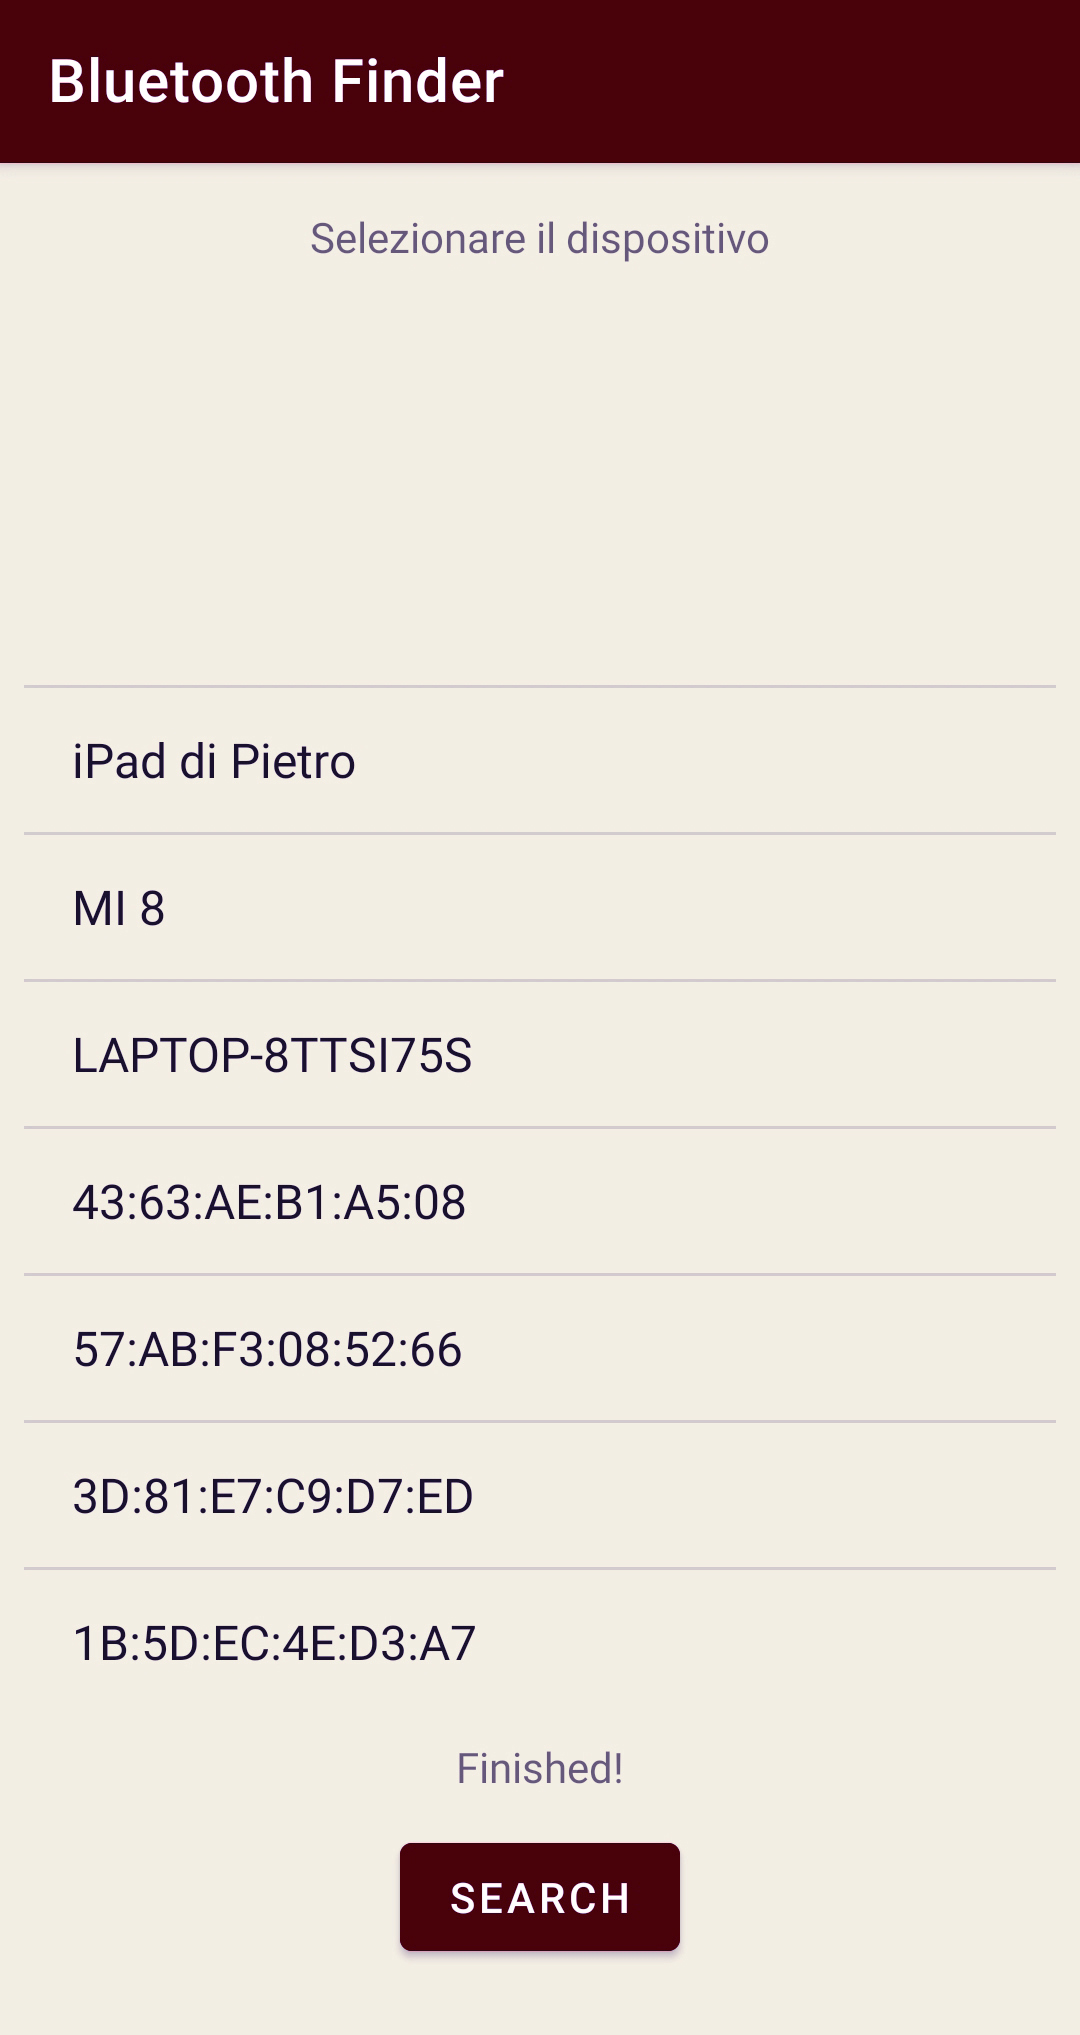 Bluetooth Finder
Selezionare il dispositivo
iPad di Pietro
MI 8
LAPTOP-8TTSI75S
43:63:AE:B1:A5:08
57:AB:F3:08:52:66
3D:81:E7:C9:D7:ED
1B:5D:EC:4E:D3:A7
Finished!
SEARCH